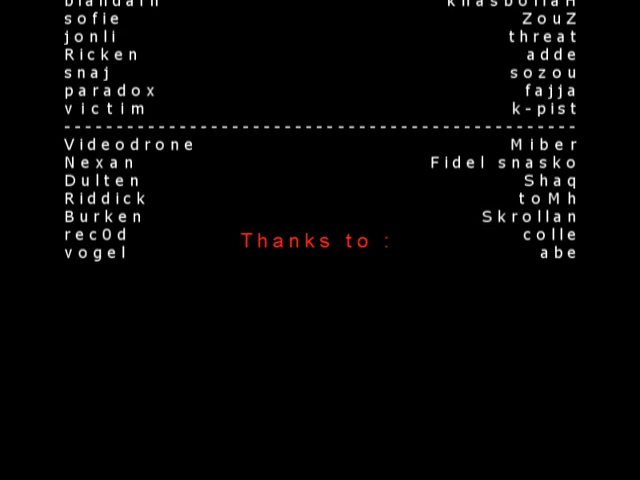 sofie ZouZ
jonli threat
Ricken adde
snaj sozou
paradox fajja
victim k-pist
------------------------------------------------
Videodrone Miber
Nexan Fidel snasko
Dulten Shaq
Riddick toMh
Burken Skrollan
rec0d colle
Thanks to :
vogel abe